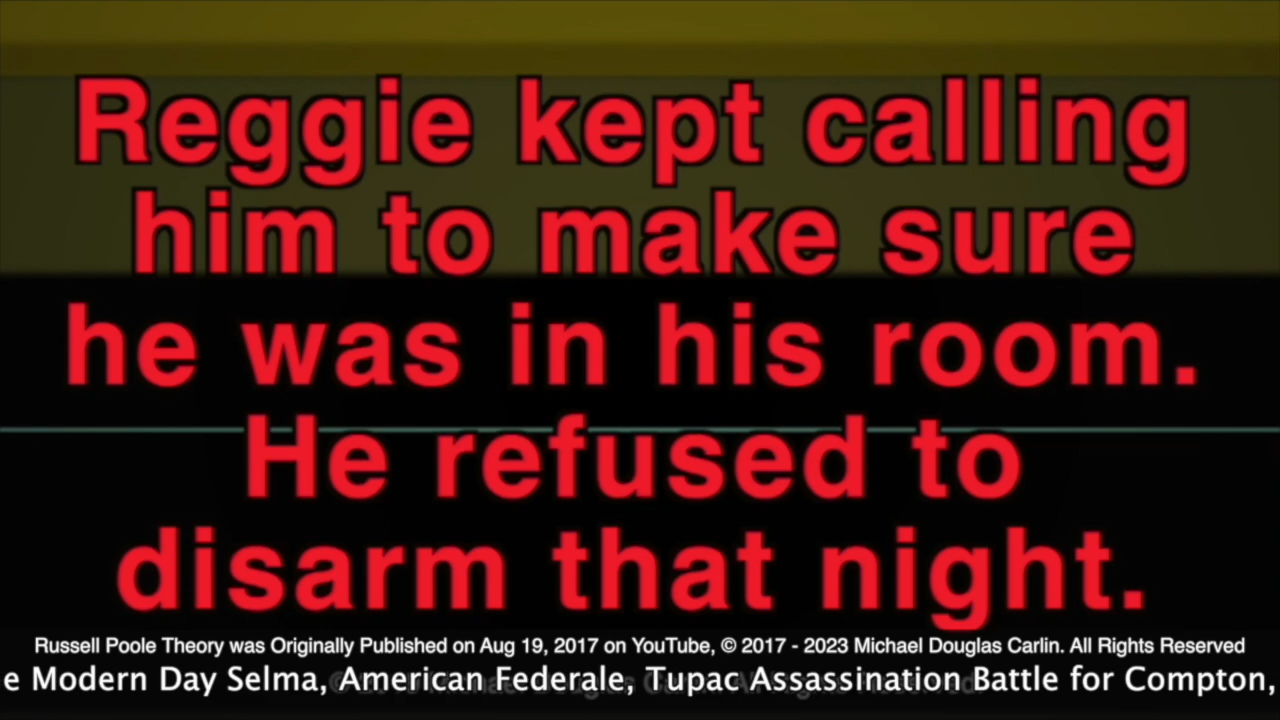 Reggie kept calling
him to make sure
he was in his room.
He refused to
disarm that night.
Russell Poole Theory was Originally Published on Aug 19, 2017 on YouTube, © 2017 - 2023 Michael Douglas Carlin. All Rights Reserved
e Modern Day Selma, American Federale, Tupac Assassination Battle for Compton,